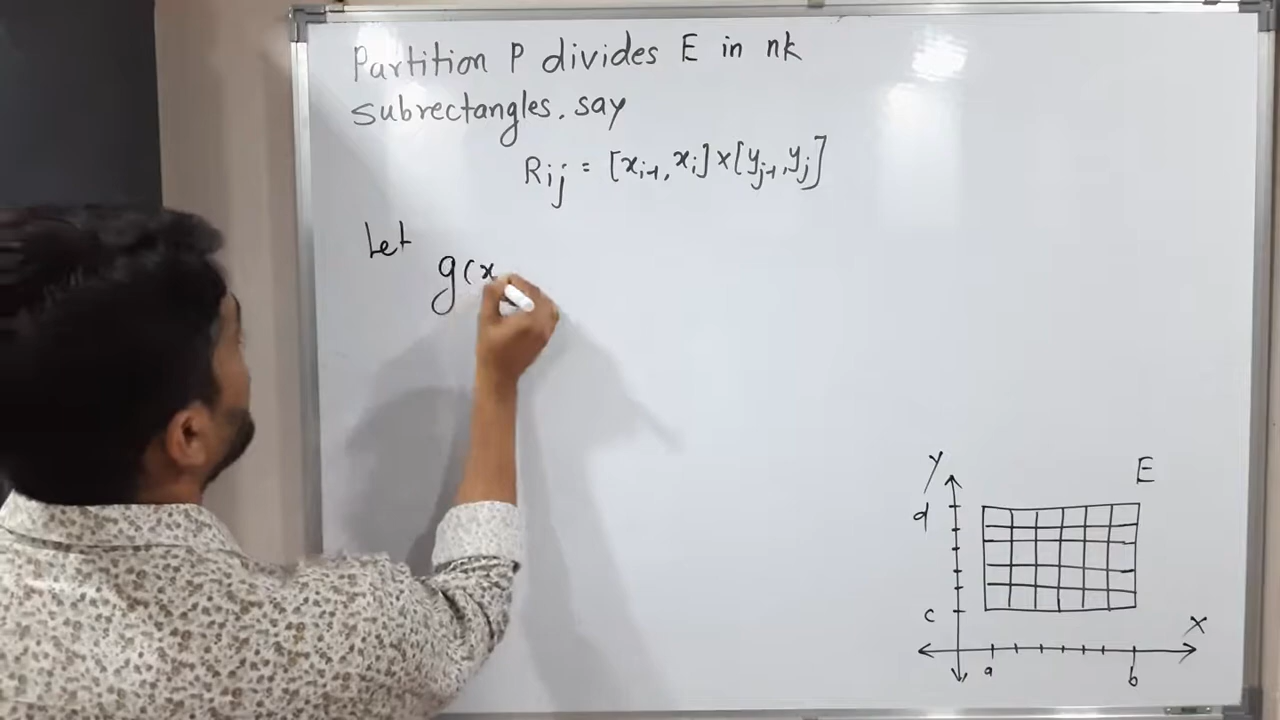 Partition P divides E in nk
subrectangles. say
Rij = [xi-1, xi] × [yj-1, yj]
Let
g(x
y
E
d
c
X
a
b